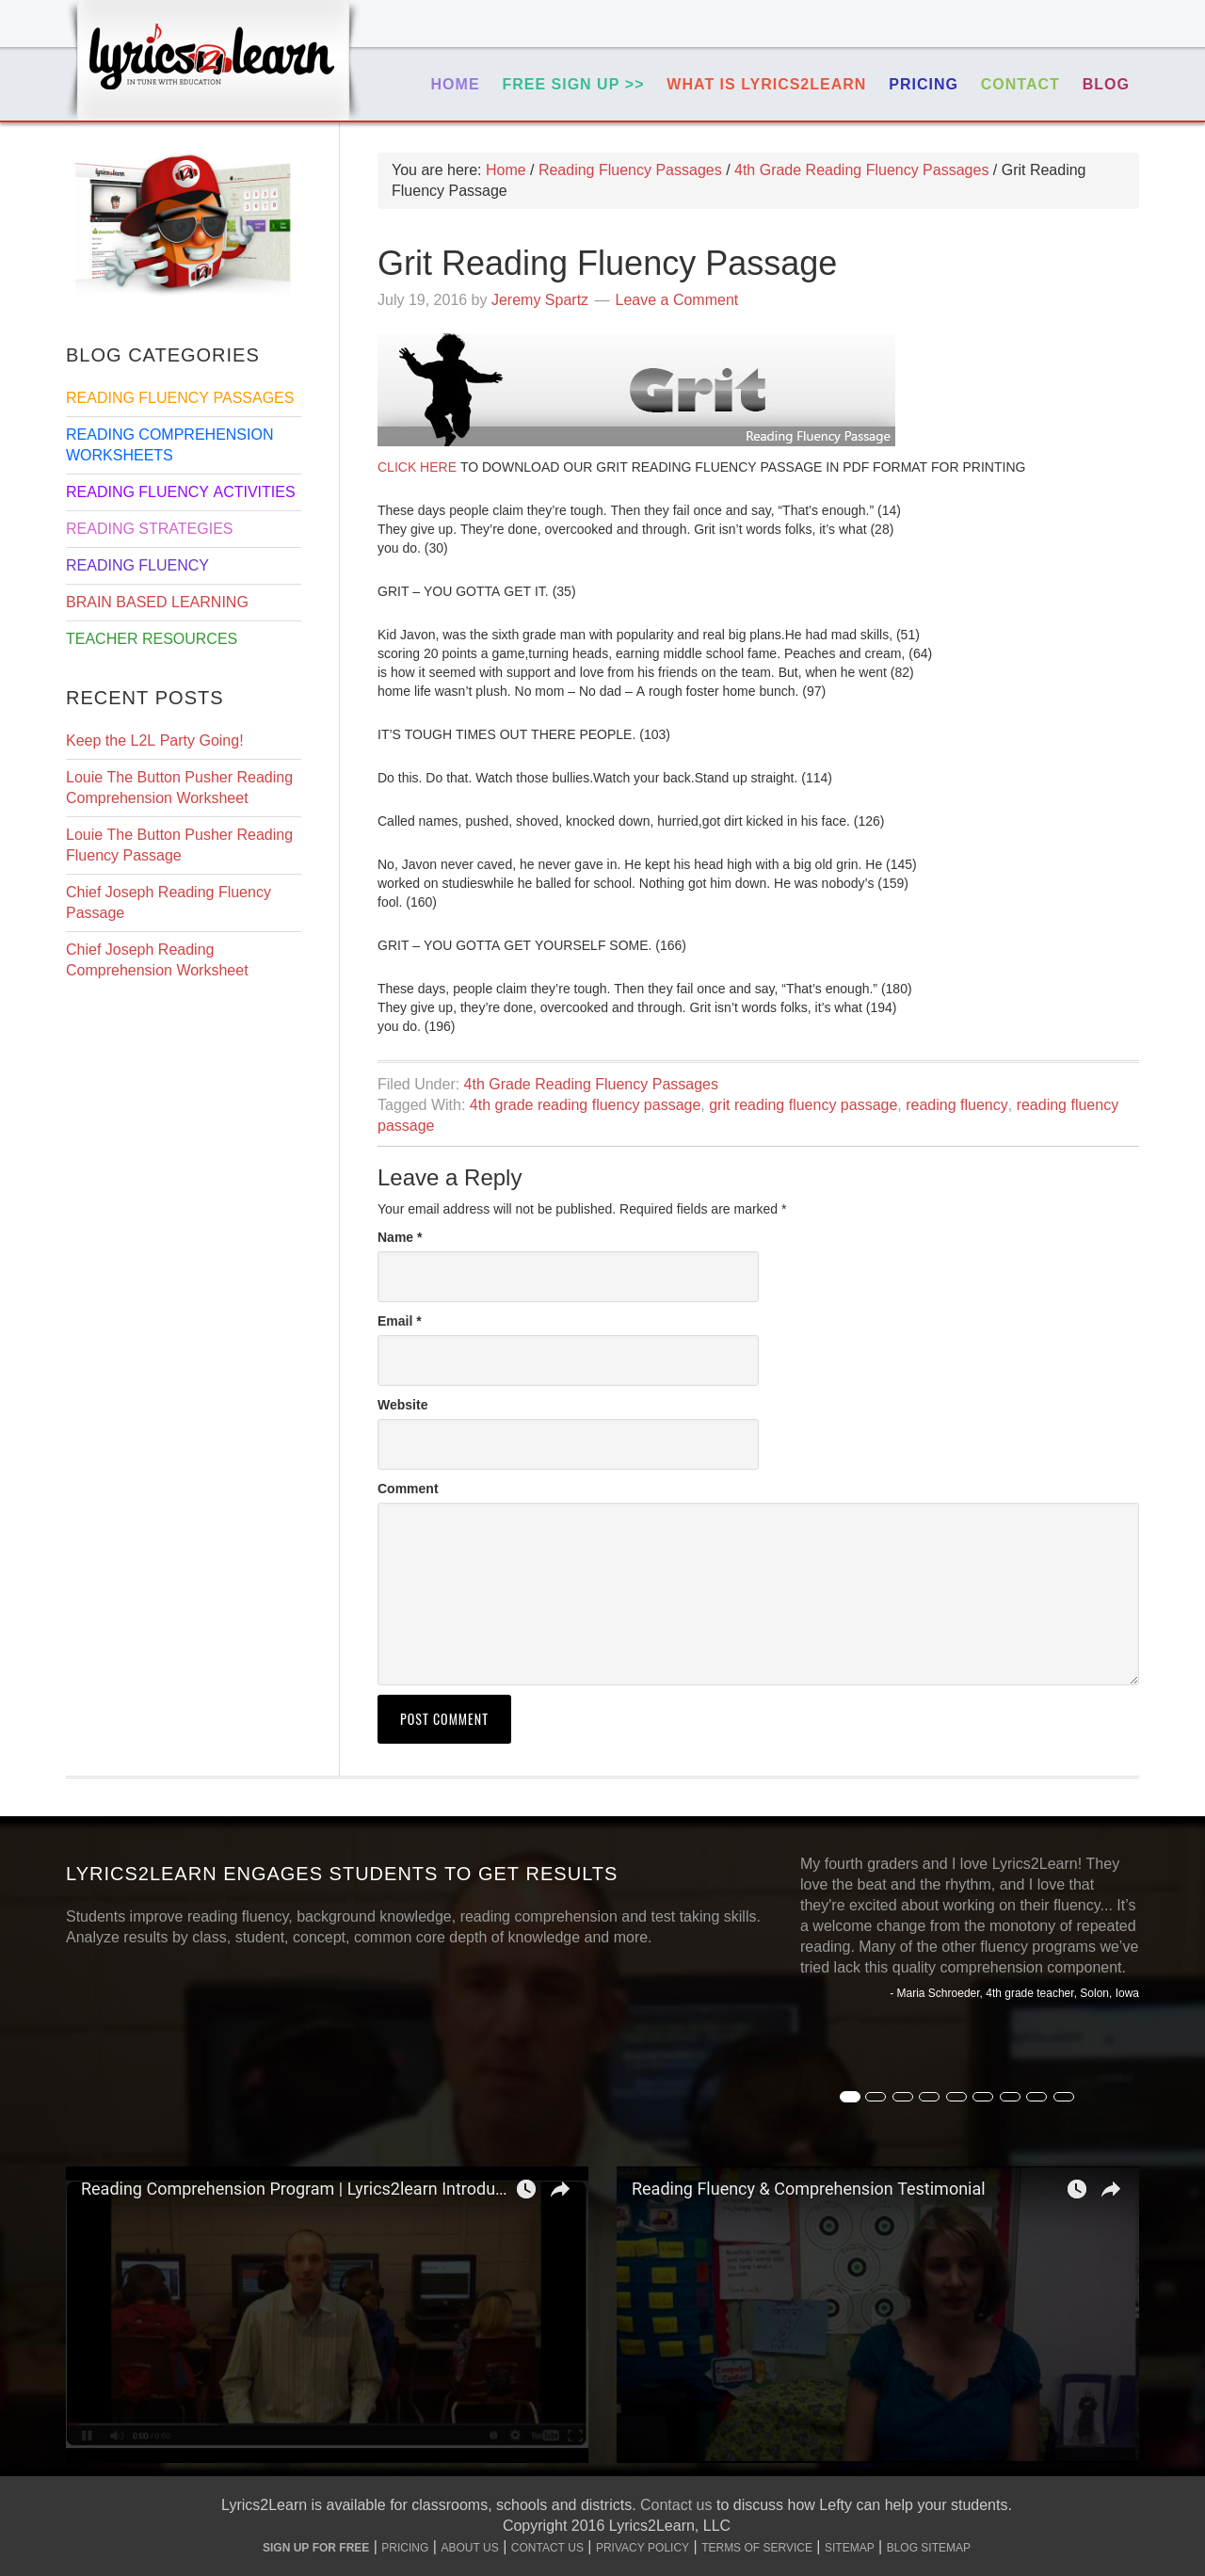 lyrics2learn
IN TUNE WITH EDUCATION
HOME
FREE SIGN UP >>
WHAT IS LYRICS2LEARN
PRICING
CONTACT
BLOG
BLOG CATEGORIES
READING FLUENCY PASSAGES
READING COMPREHENSION
WORKSHEETS
READING FLUENCY ACTIVITIES
READING STRATEGIES
READING FLUENCY
BRAIN BASED LEARNING
TEACHER RESOURCES
RECENT POSTS
Keep the L2L Party Going!
Louie The Button Pusher Reading
Comprehension Worksheet
Louie The Button Pusher Reading
Fluency Passage
Chief Joseph Reading Fluency
Passage
Chief Joseph Reading
Comprehension Worksheet
You are here: Home / Reading Fluency Passages / 4th Grade Reading Fluency Passages / Grit Reading
Fluency Passage
Grit Reading Fluency Passage
July 19, 2016 by Jeremy Spartz — Leave a Comment
Grit
Reading Fluency Passage
CLICK HERE TO DOWNLOAD OUR GRIT READING FLUENCY PASSAGE IN PDF FORMAT FOR PRINTING
These days people claim they’re tough. Then they fail once and say, “That’s enough.” (14)
They give up. They’re done, overcooked and through. Grit isn’t words folks, it’s what (28)
you do. (30)
GRIT – YOU GOTTA GET IT. (35)
Kid Javon, was the sixth grade man with popularity and real big plans.He had mad skills, (51)
scoring 20 points a game,turning heads, earning middle school fame. Peaches and cream, (64)
is how it seemed with support and love from his friends on the team. But, when he went (82)
home life wasn’t plush. No mom – No dad – A rough foster home bunch. (97)
IT’S TOUGH TIMES OUT THERE PEOPLE. (103)
Do this. Do that. Watch those bullies.Watch your back.Stand up straight. (114)
Called names, pushed, shoved, knocked down, hurried,got dirt kicked in his face. (126)
No, Javon never caved, he never gave in. He kept his head high with a big old grin. He (145)
worked on studieswhile he balled for school. Nothing got him down. He was nobody’s (159)
fool. (160)
GRIT – YOU GOTTA GET YOURSELF SOME. (166)
These days, people claim they’re tough. Then they fail once and say, “That’s enough.” (180)
They give up, they’re done, overcooked and through. Grit isn’t words folks, it’s what (194)
you do. (196)
Filed Under: 4th Grade Reading Fluency Passages
Tagged With: 4th grade reading fluency passage, grit reading fluency passage, reading fluency, reading fluency
passage
Leave a Reply
Your email address will not be published. Required fields are marked *
Name *
Email *
Website
Comment
POST COMMENT
LYRICS2LEARN ENGAGES STUDENTS TO GET RESULTS
Students improve reading fluency, background knowledge, reading comprehension and test taking skills.
Analyze results by class, student, concept, common core depth of knowledge and more.
My fourth graders and I love Lyrics2Learn! They
love the beat and the rhythm, and I love that
they're excited about working on their fluency... It’s
a welcome change from the monotony of repeated
reading. Many of the other fluency programs we’ve
tried lack this quality comprehension component.
- Maria Schroeder, 4th grade teacher, Solon, Iowa
Reading Comprehension Program | Lyrics2learn Introdu...
Reading Fluency & Comprehension Testimonial
Lyrics2Learn is available for classrooms, schools and districts. Contact us to discuss how Lefty can help your students.
Copyright 2016 Lyrics2Learn, LLC
SIGN UP FOR FREE | PRICING | ABOUT US | CONTACT US | PRIVACY POLICY | TERMS OF SERVICE | SITEMAP | BLOG SITEMAP